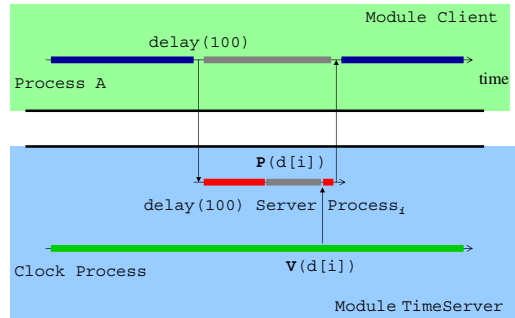 Module Client
delay(100)
time
Process A
P(d[i])
delay(100) Server Process_i
Clock Process
V(d[i])
Module TimeServer